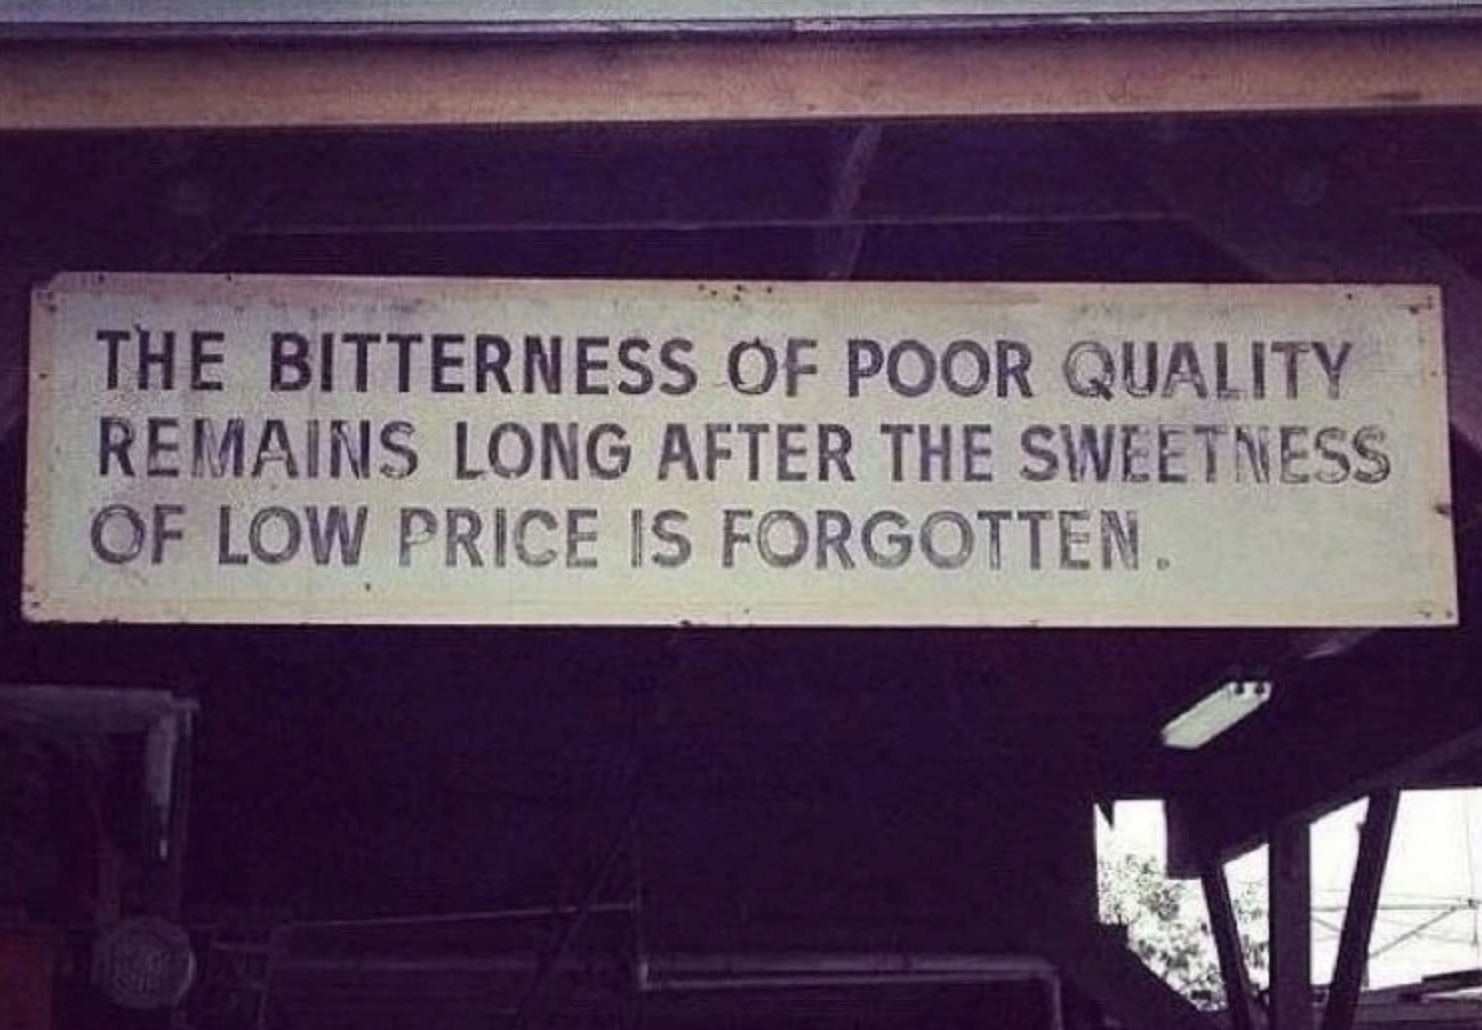 THE BITTERNESS OF POOR QUALITY
REMAINS LONG AFTER THE SWEETNESS
OF LOW PRICE IS FORGOTTEN.